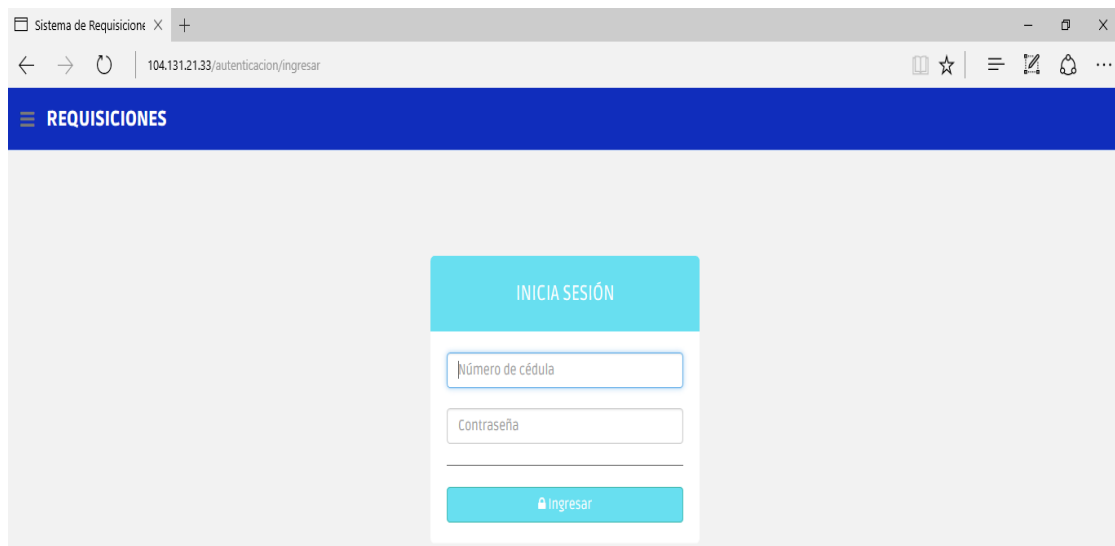 Sistema de Requisicione
104.131.21.33/autenticacion/ingresar
REQUISICIONES
INICIA SESIÓN
Número de cédula
Contraseña
Ingresar